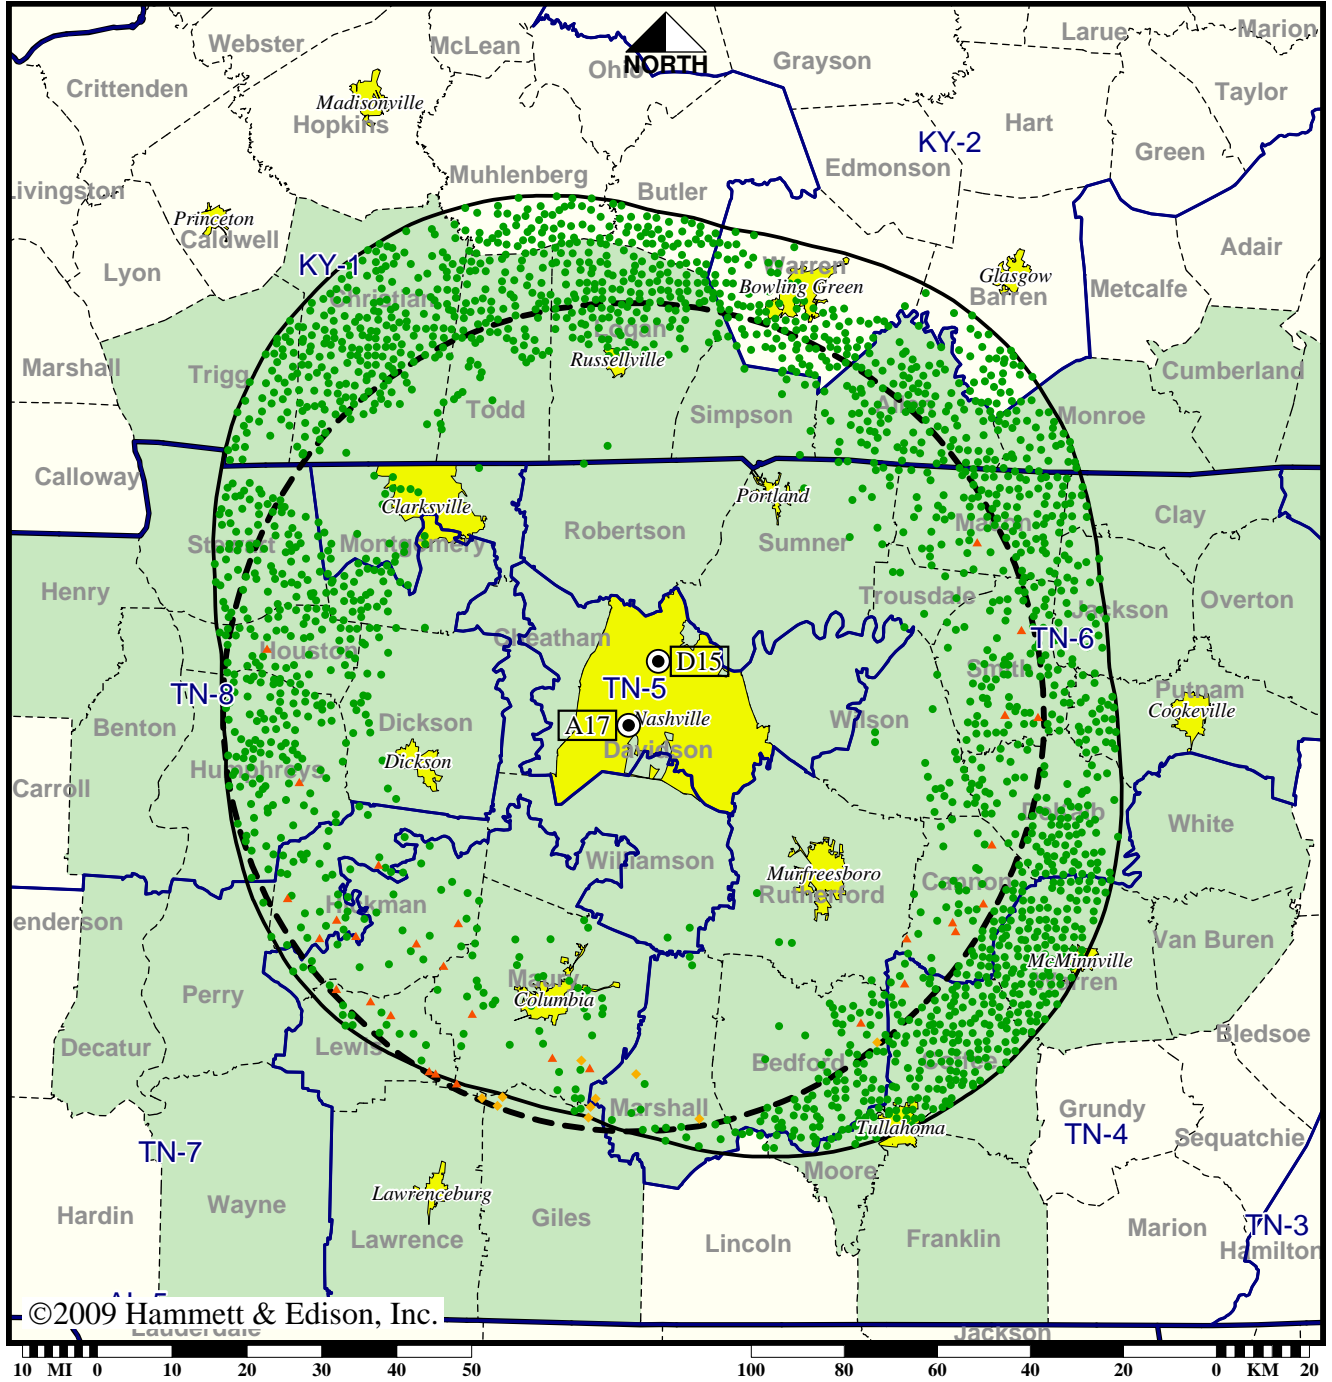 Webster
McLean
Larue
Marion
NORTH
Grayson
Crittenden
Madisonville
Taylor
Hopkins
Hart
KY-2
Green
Edmonson
Muhlenberg
Butler
Princeton
Caldwell
Adair
KY-1
Lyon
Warren
Glasgow
Bowling Green
Barren
Metcalfe
Christian
Logan
Russellville
Marshall
Trigg
Cumberland
Todd
Simpson
Monroe
Calloway
Portland
Clarksville
Robertson
Clay
Stewart
Montgomery
Sumner
Henry
Trousdale
Overton
Jackson
Cheatham
TN-6
Houston
D15
Smith
TN-5
TN-8
Putnam
Cookeville
Benton
Dickson
A17
Nashville
Wilson
Davidson
Dickson
Humphreys
Carroll
White
Williamson
Murfreesboro
Rutherford
Cannon
Hickman
enderson
Van Buren
McMinnville
Maury
Perry
Columbia
Bledsoe
Decatur
Lewis
Bedford
Marshall
Grundy
Tullahoma
TN-4
Sequatchie
TN-7
Moore
Lawrenceburg
Wayne
Hardin
Giles
Marion
TN-3
Lawrence
Lincoln
Franklin
Hamilton
©2009 Hammett & Edison, Inc.
Lauderdale
Jackson
10 MI 0 10 20 30 40 50 100 80 60 40 20 0 KM 20